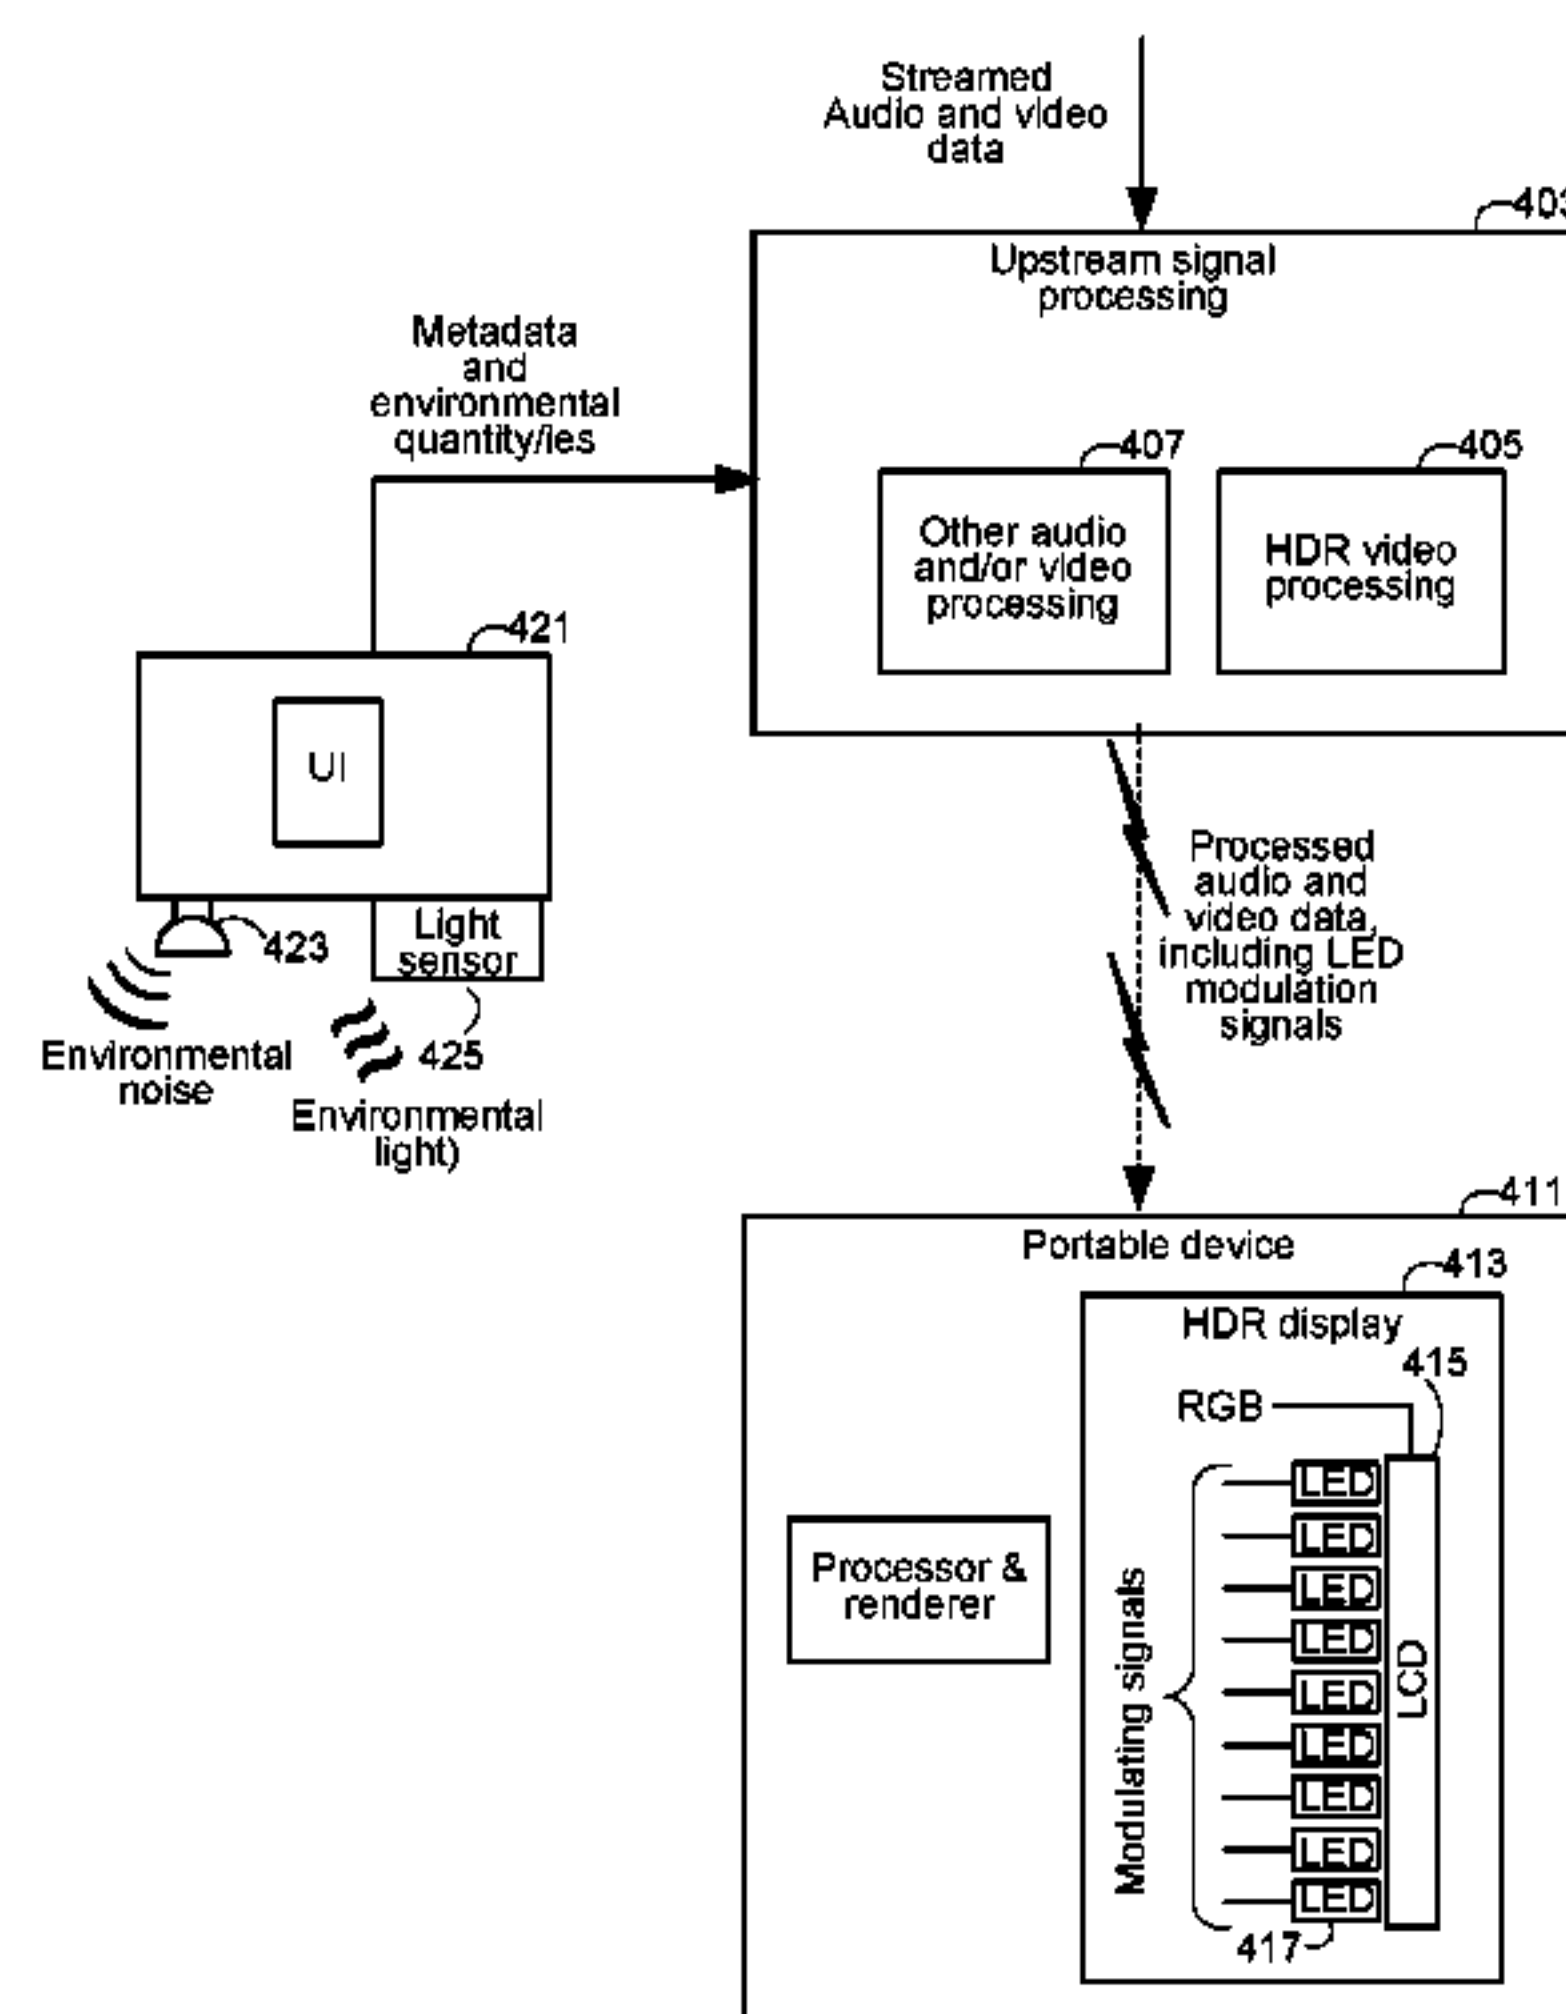 Streamed
Audio and video
data
403
Upstream signal
processing
Metadata
and
environmental
quantity/ies
407
405
Other audio
and/or video
processing
HDR video
processing
421
UI
423
Light
sensor
425
Environmental
noise
Environmental
light)
Processed
audio and
video data,
including LED
modulation
signals
411
Portable device
413
HDR display
415
RGB
LED
LED
LED
LED
LED
LED
LED
LED
LED
LCD
Modulating signals
Processor &
renderer
417